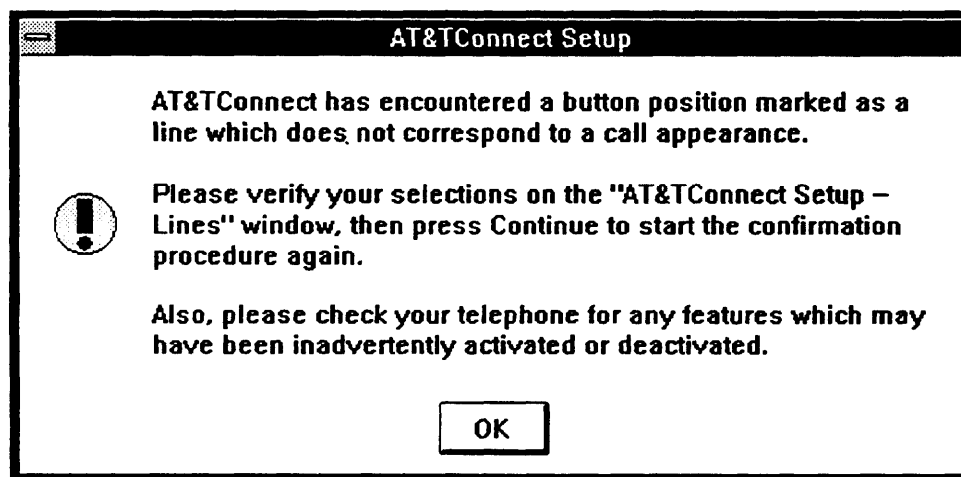 AT&TConnect Setup
AT&TConnect has encountered a button position marked as a
line which does not correspond to a call appearance.
Please verify your selections on the "AT&TConnect Setup –
Lines" window, then press Continue to start the confirmation
procedure again.
Also, please check your telephone for any features which may
have been inadvertently activated or deactivated.
OK